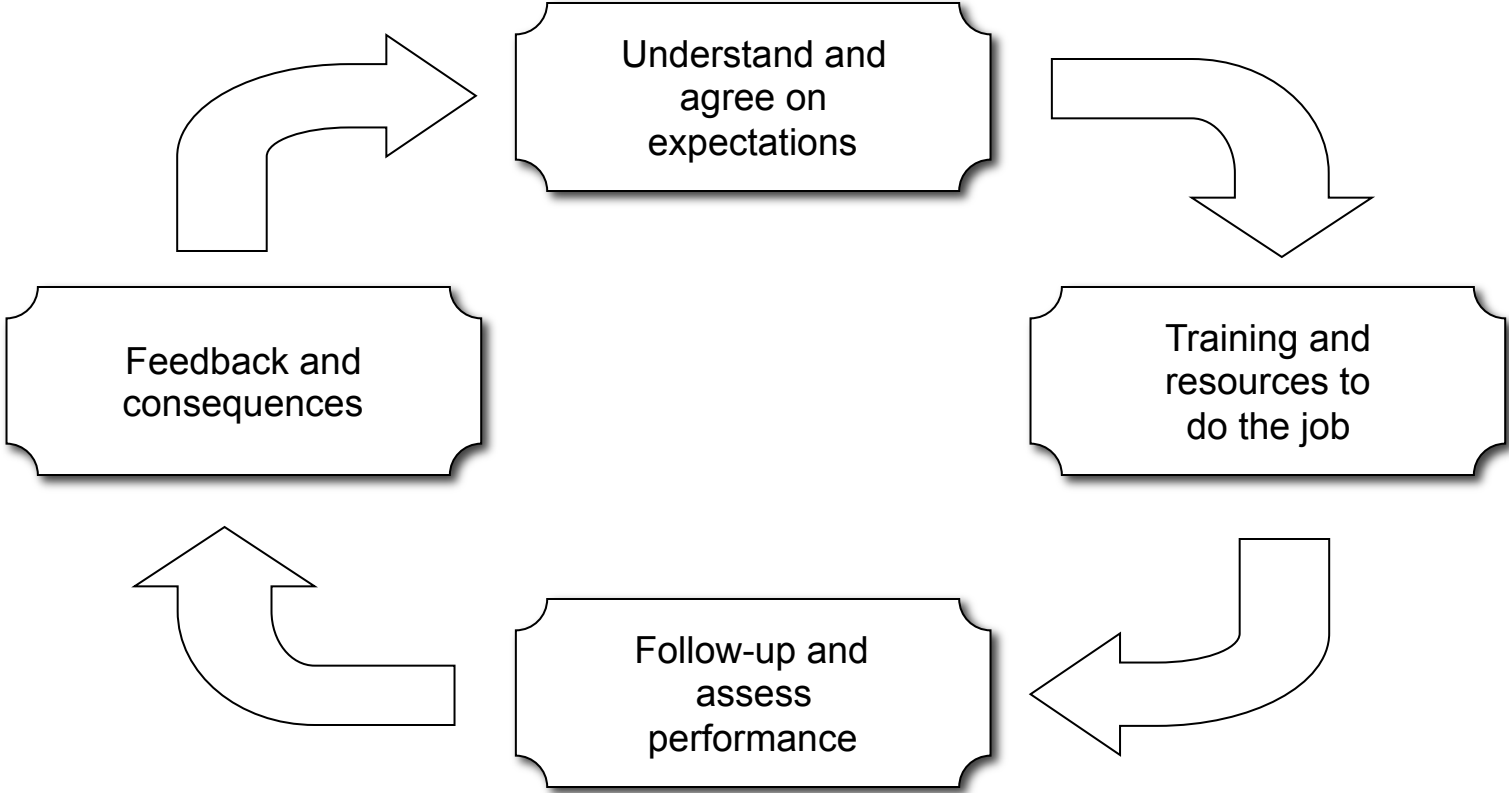 Understand and
agree on
expectations
Training and
resources to
do the job
Follow-up and
assess
performance
Feedback and
consequences